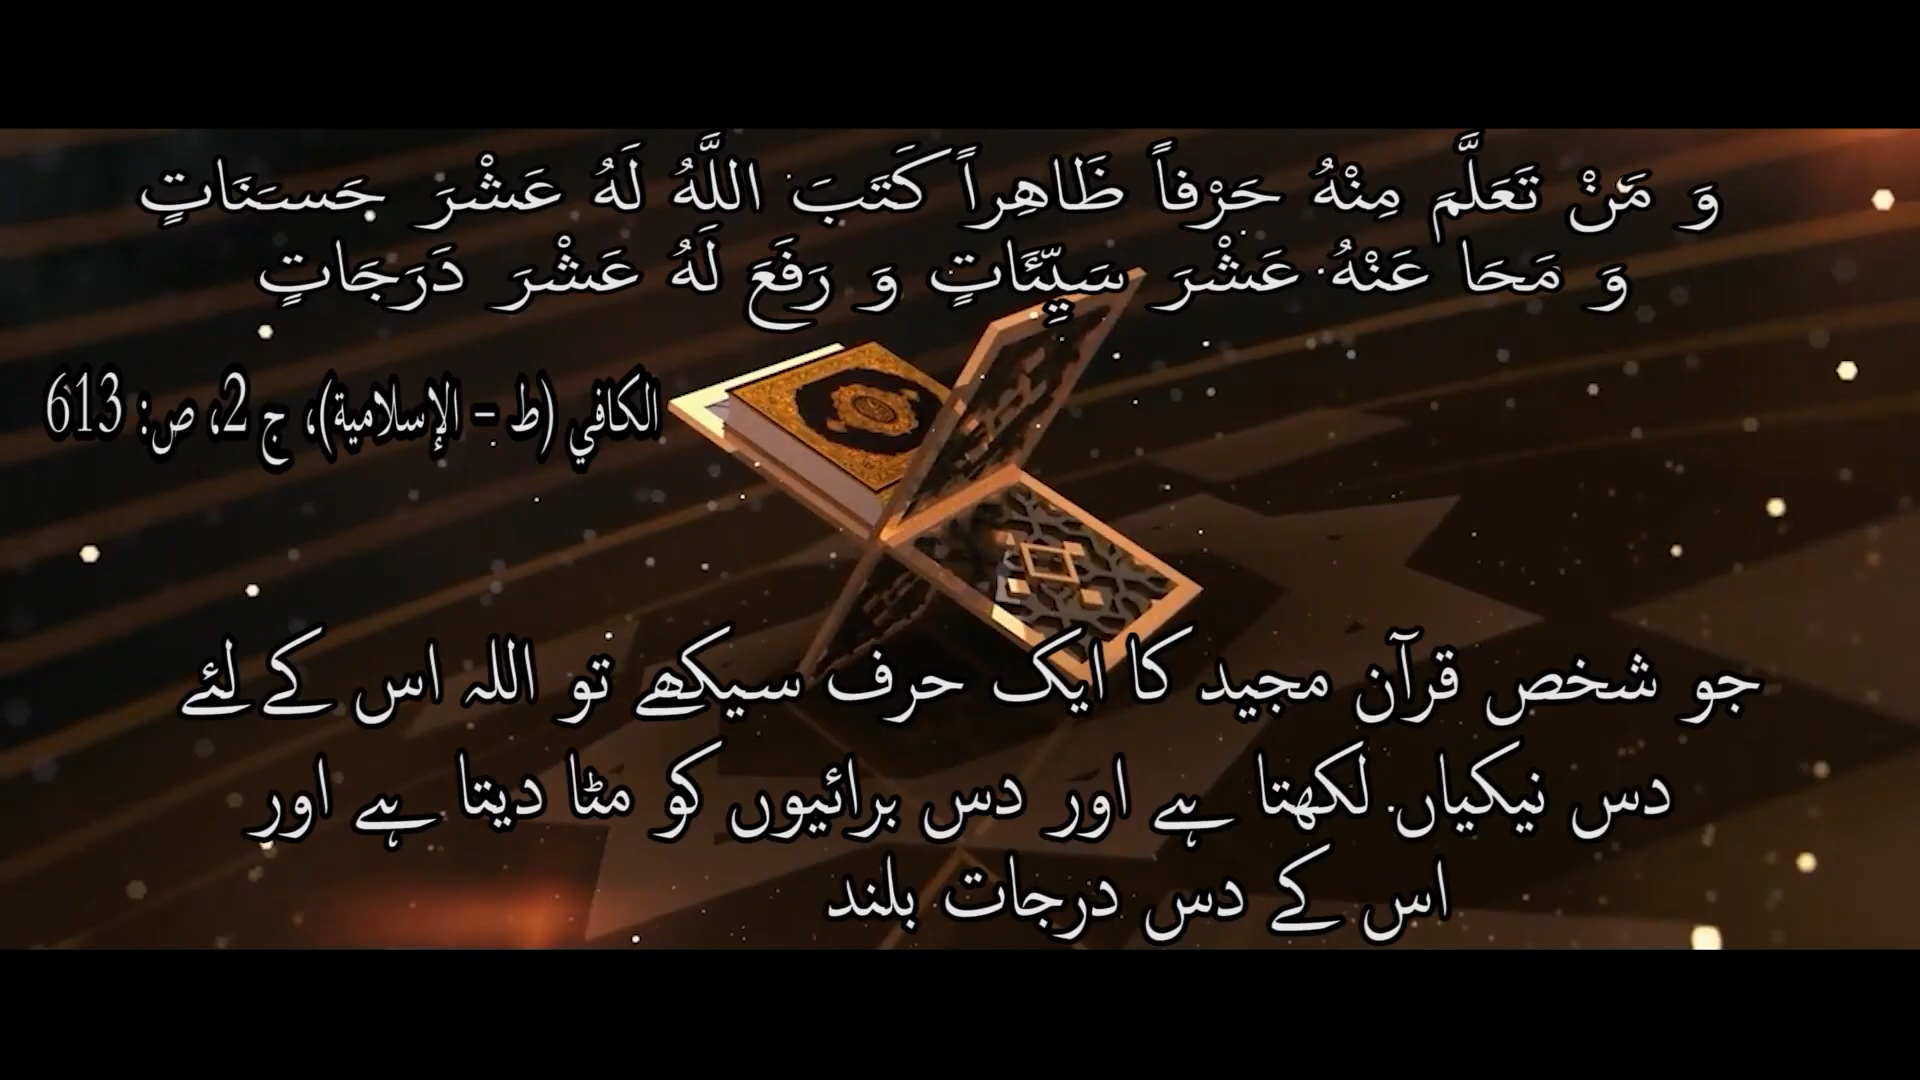 وَ مَنْ تَعَلَّمَ مِنْهُ حَرْفاً ظَاهِراً كَتَبَ اللَّهُ لَهُ عَشْرَ حَسَنَاتٍ
وَ مَحَا عَنْهُ عَشْرَ سَيِّئَاتٍ وَ رَفَعَ لَهُ عَشْرَ دَرَجَاتٍ
الكافي (ط - الإسلامية)، ج 2، ص: 613
جو شخص قرآن مجید کا ایک حرف سیکھے تو اللہ اس کے لئے
دس نیکیاں لکھتا ہے اور دس برائیوں کو مٹا دیتا ہے اور
اس کے دس درجات بلند